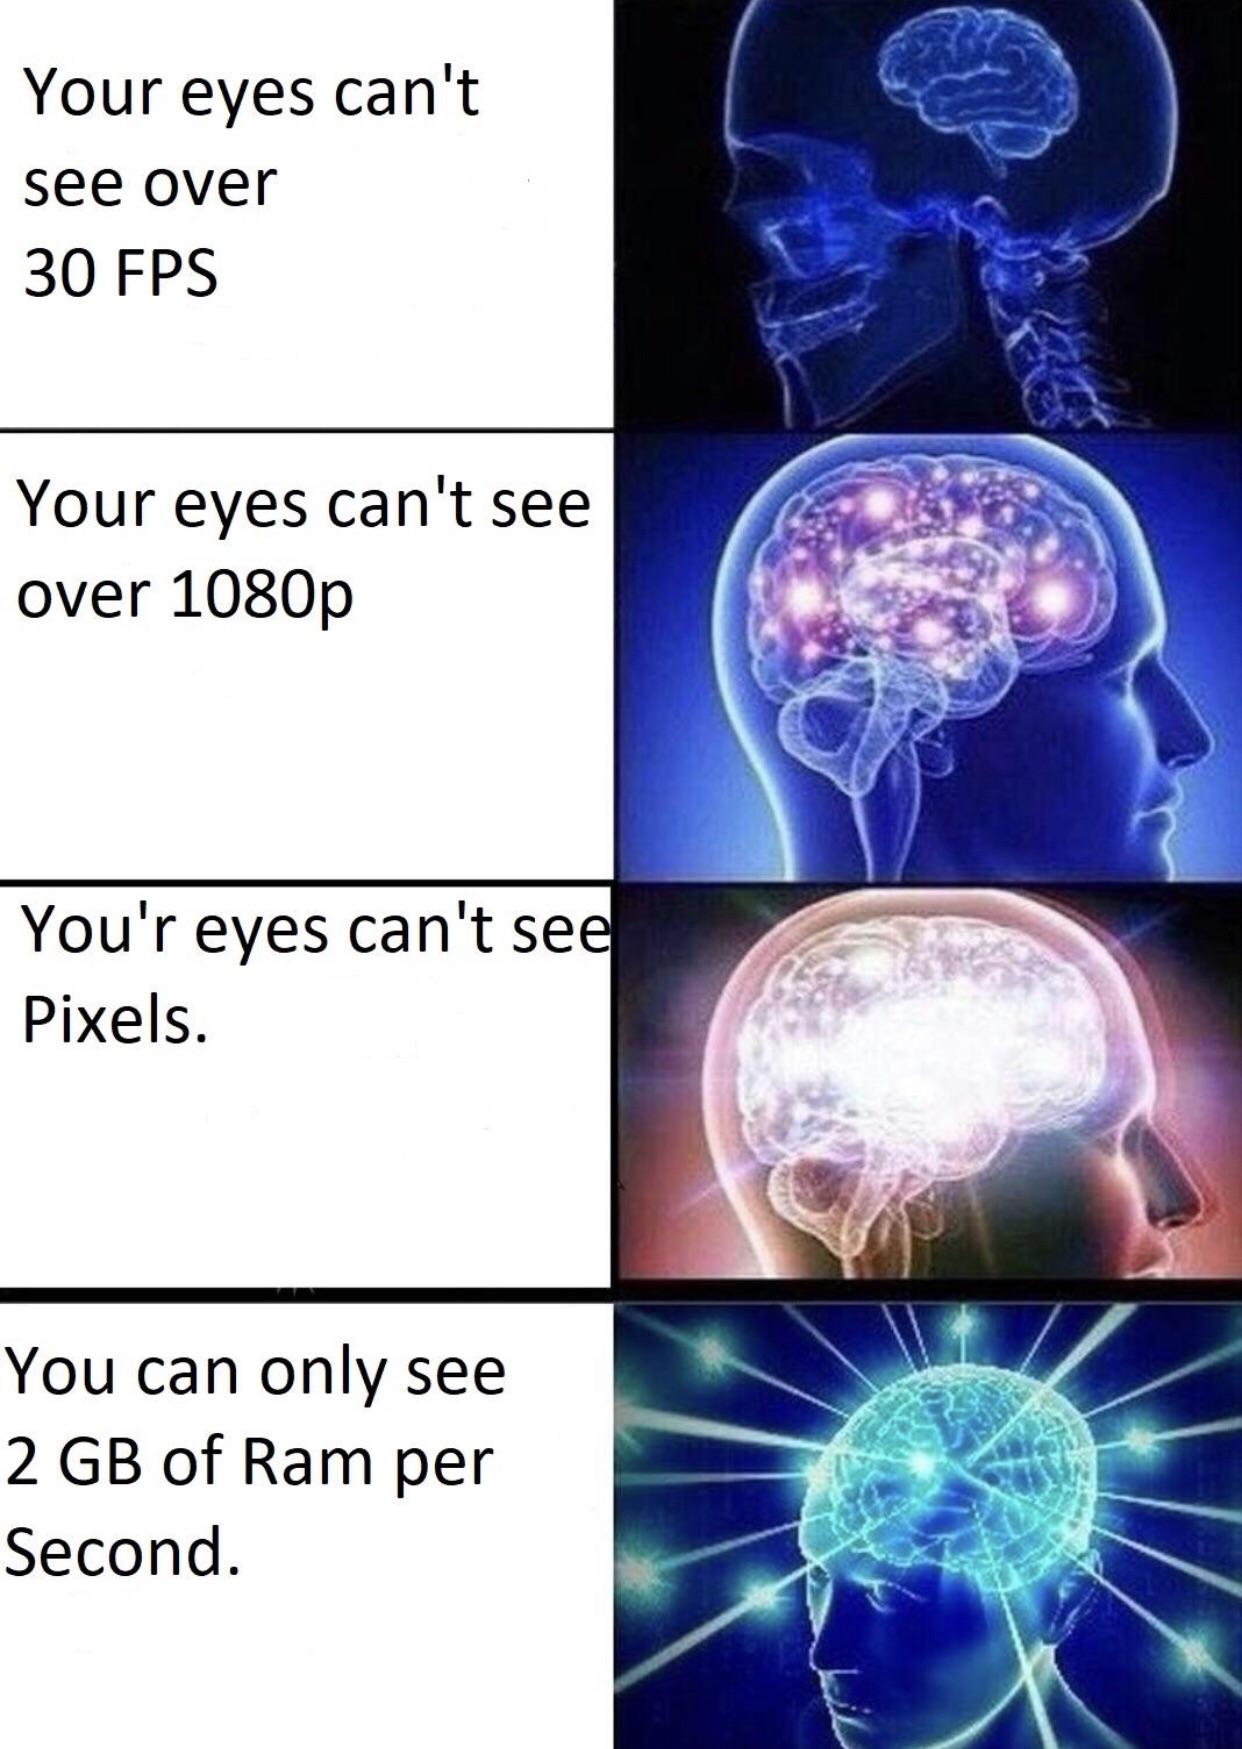 Your eyes can't
see over
30 FPS
Your eyes can't see
over 1080p
You'r eyes can't see
Pixels.
You can only see
2 GB of Ram per
Second.